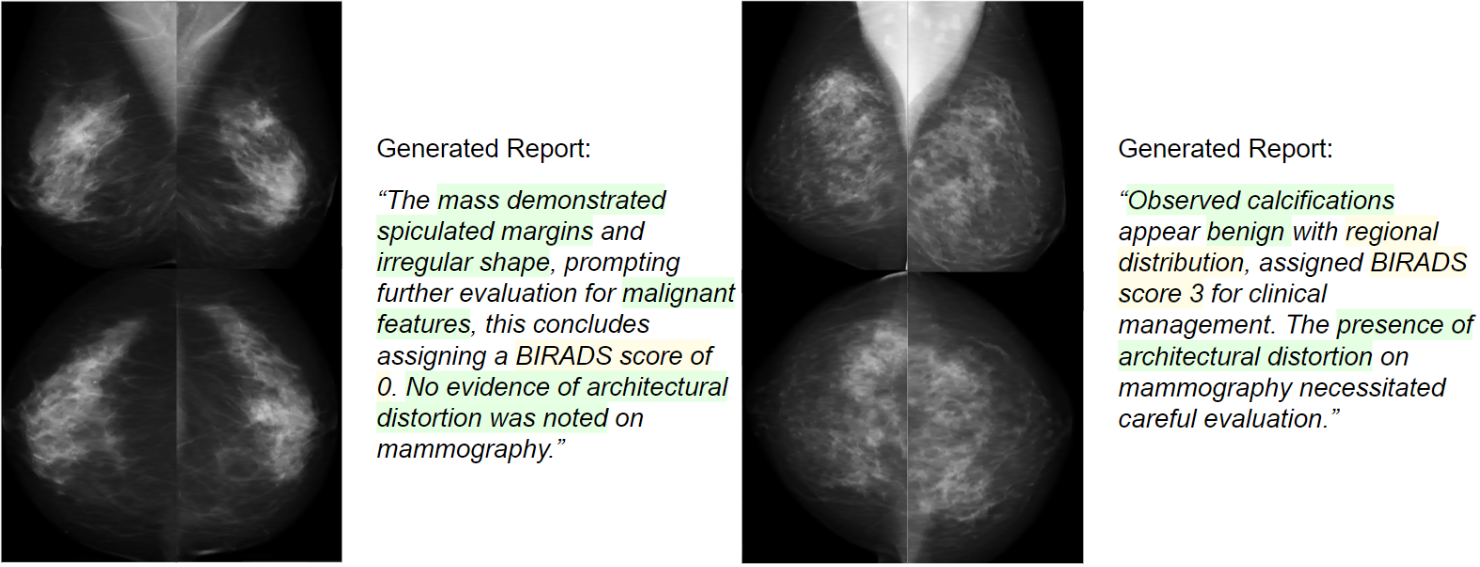 Generated Report:
“The mass demonstrated
spiculated margins and
irregular shape, prompting
further evaluation for malignant
features, this concludes
assigning a BIRADS score of
0. No evidence of architectural
distortion was noted on
mammography.”
Generated Report:
“Observed calcifications
appear benign with regional
distribution, assigned BIRADS
score 3 for clinical
management. The presence of
architectural distortion on
mammography necessitated
careful evaluation.”